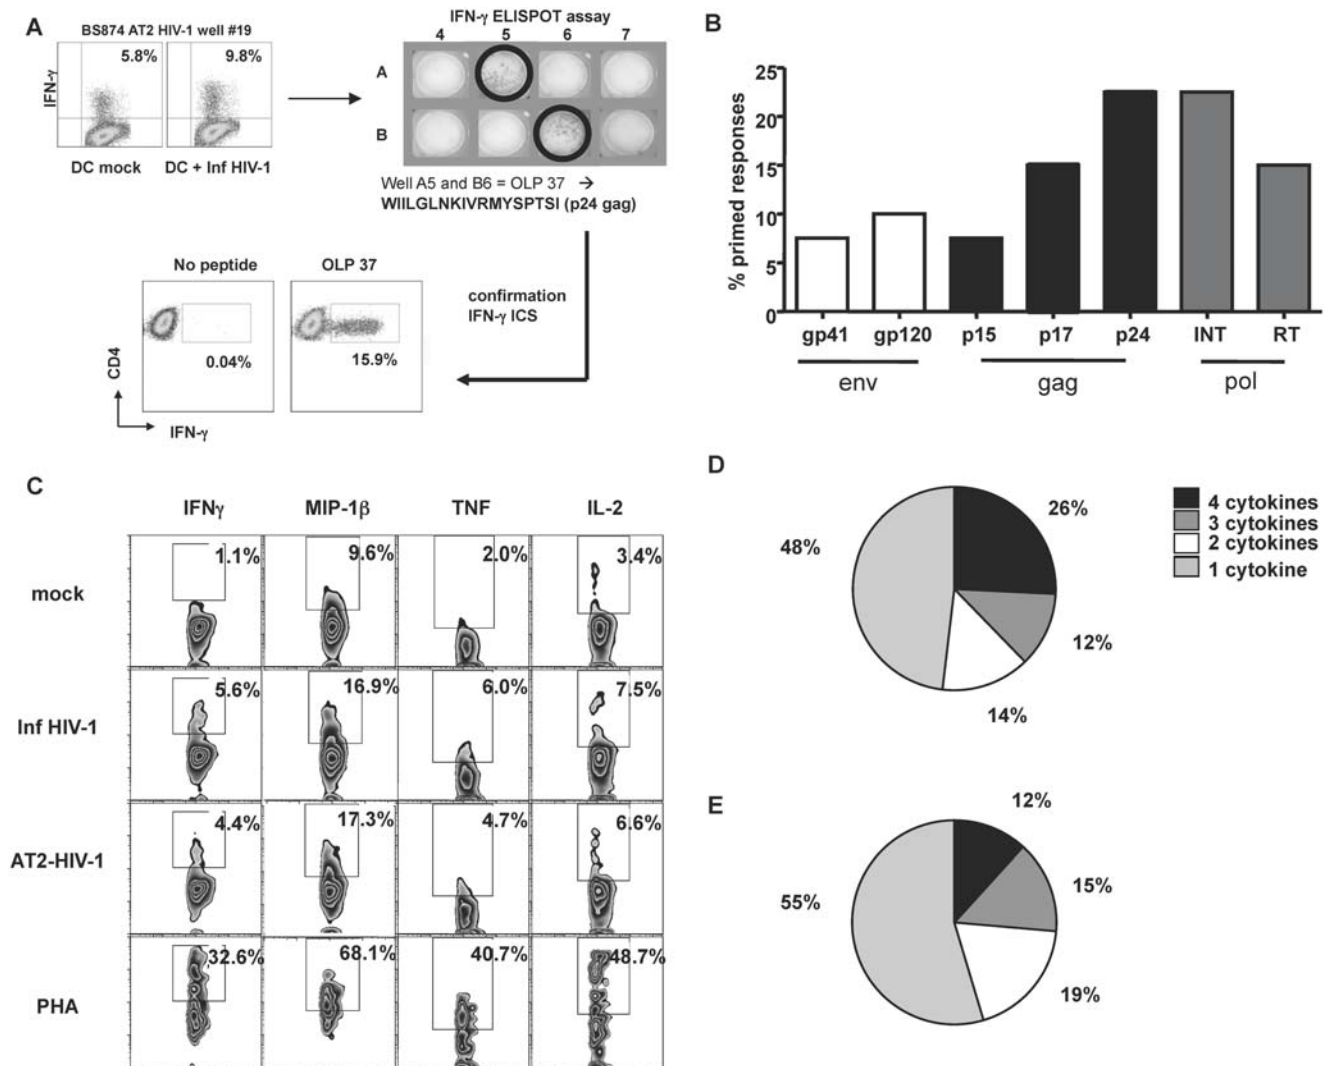 A
BS874 AT2 HIV-1 well #19
5.8%
9.8%
IFN-γ
DC mock
DC + Inf HIV-1
IFN-γ ELISPOT assay
4 5 6 7
A
B
Well A5 and B6 = OLP 37 →
WIILGLNKIVRMYSPTSI (p24 gag)
No peptide
OLP 37
confirmation
IFN-γ ICS
0.04%
15.9%
CD4
IFN-γ
B
% primed responses
25
20
15
10
5
0
gp41 gp120 p15 p17 p24 INT RT
env gag pol
C
IFNγ MIP-1β TNF IL-2
mock
1.1% 9.6% 2.0% 3.4%
Inf HIV-1
5.6% 16.9% 6.0% 7.5%
AT2-HIV-1
4.4% 17.3% 4.7% 6.6%
PHA
32.6% 68.1% 40.7% 48.7%
D
26%
12%
14%
48%
4 cytokines
3 cytokines
2 cytokines
1 cytokine
E
12%
15%
19%
55%